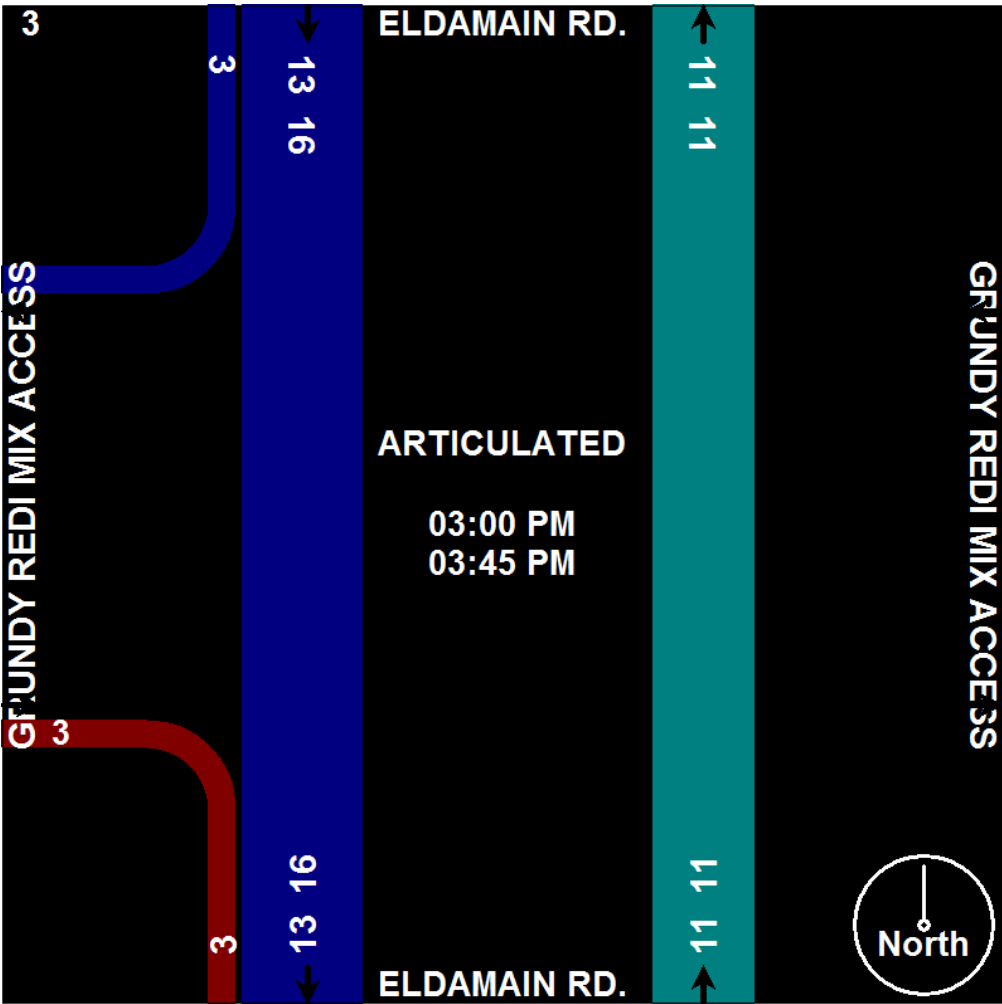 3
ELDAMAIN RD.
3
13 16
11 11
GRUNDY REDI MIX ACCESS
GRUNDY REDI MIX ACCESS
ARTICULATED
03:00 PM
03:45 PM
3
3
13 16
11 11
North
ELDAMAIN RD.